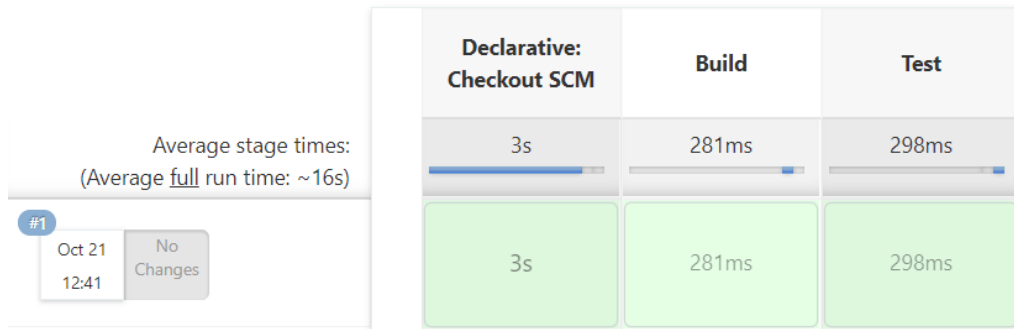 Declarative:
Checkout SCM
Build
Test
Average stage times:
(Average full run time: ~16s)
3s
281ms
298ms
#1
Oct 21
12:41
No
Changes
3s
281ms
298ms